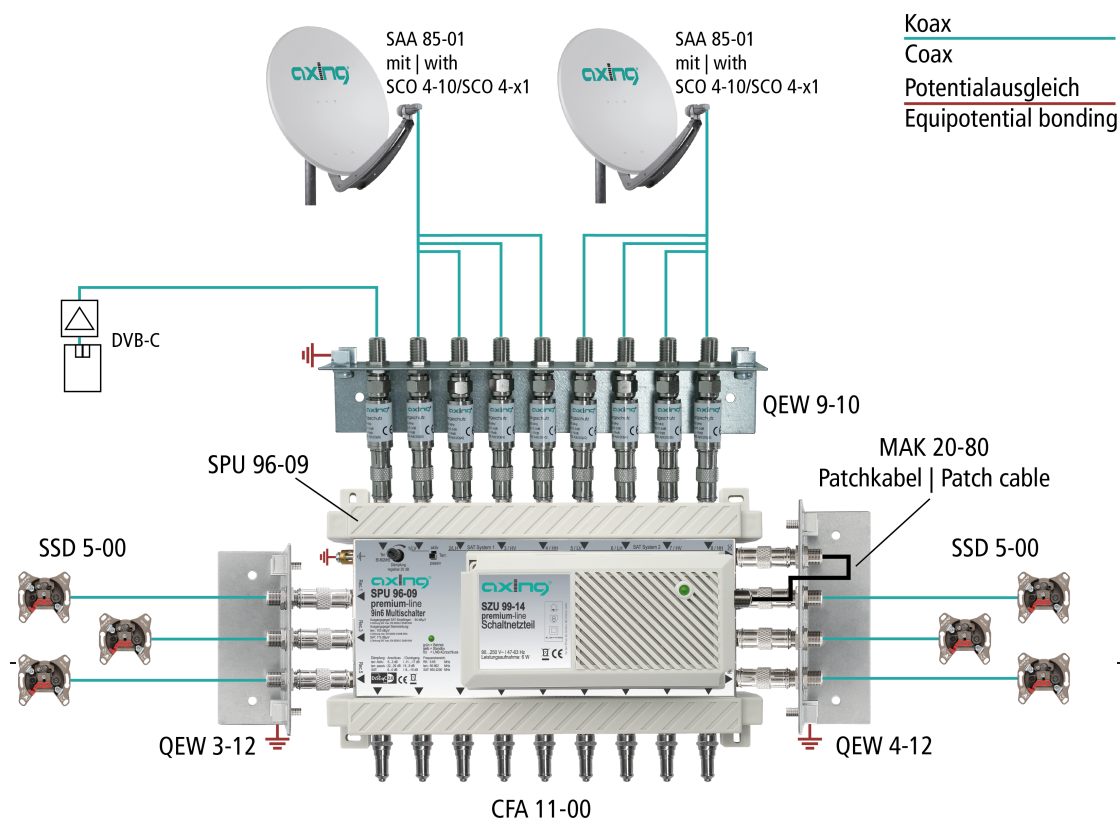 SAA 85-01
mit | with
SCO 4-10/SCO 4-x1
SAA 85-01
mit | with
SCO 4-10/SCO 4-x1
Koax
Coax
Potentialausgleich
Equipotential bonding
axing
axing
DVB-C
QEW 9-10
MAK 20-80
Patchkabel | Patch cable
SPU 96-09
SSD 5-00
SSD 5-00
axing
SPU 96-09
premium-line
9in6 Multischalter
axing
SZU 99-14
premium-line
Schaltnetzteil
QEW 3-12
QEW 4-12
CFA 11-00